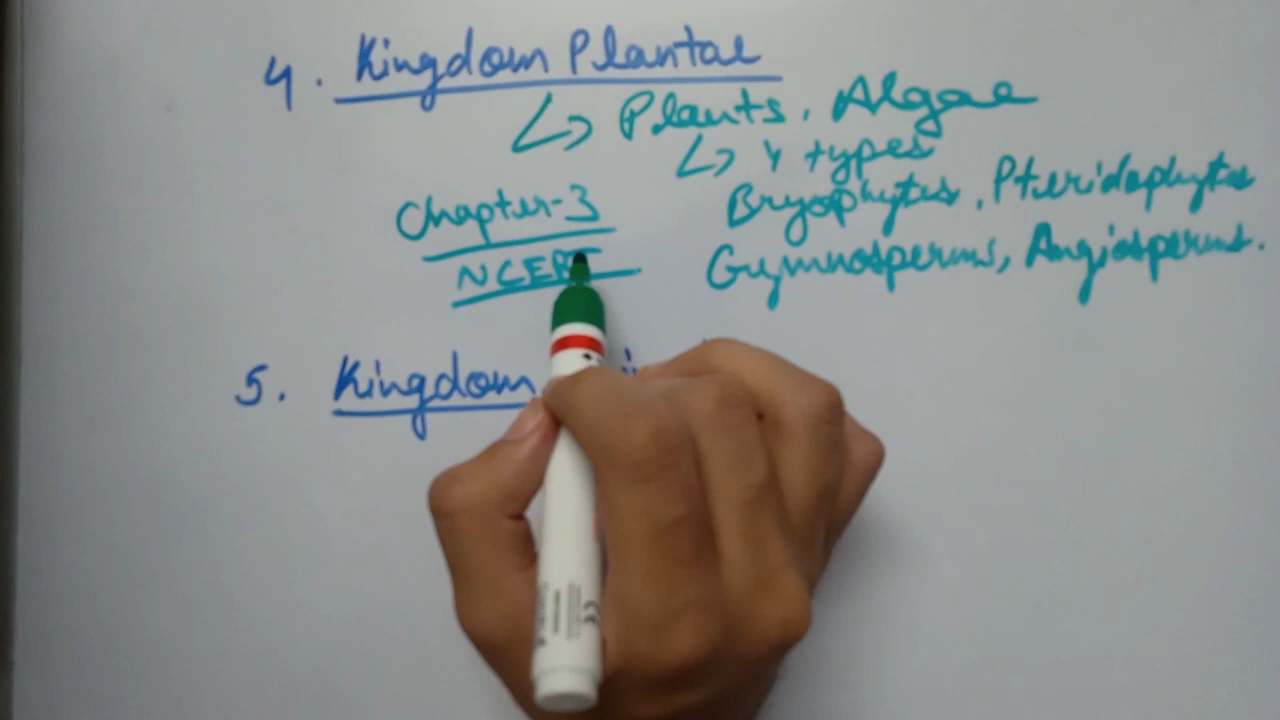 4. Kingdom Plantae
↳ Plants, Algae
↳ 4 types
Chapter-3
Bryophytes, Pteridophytes
NCERT
Gymnosperms, Angiosperms.
5. Kingdom